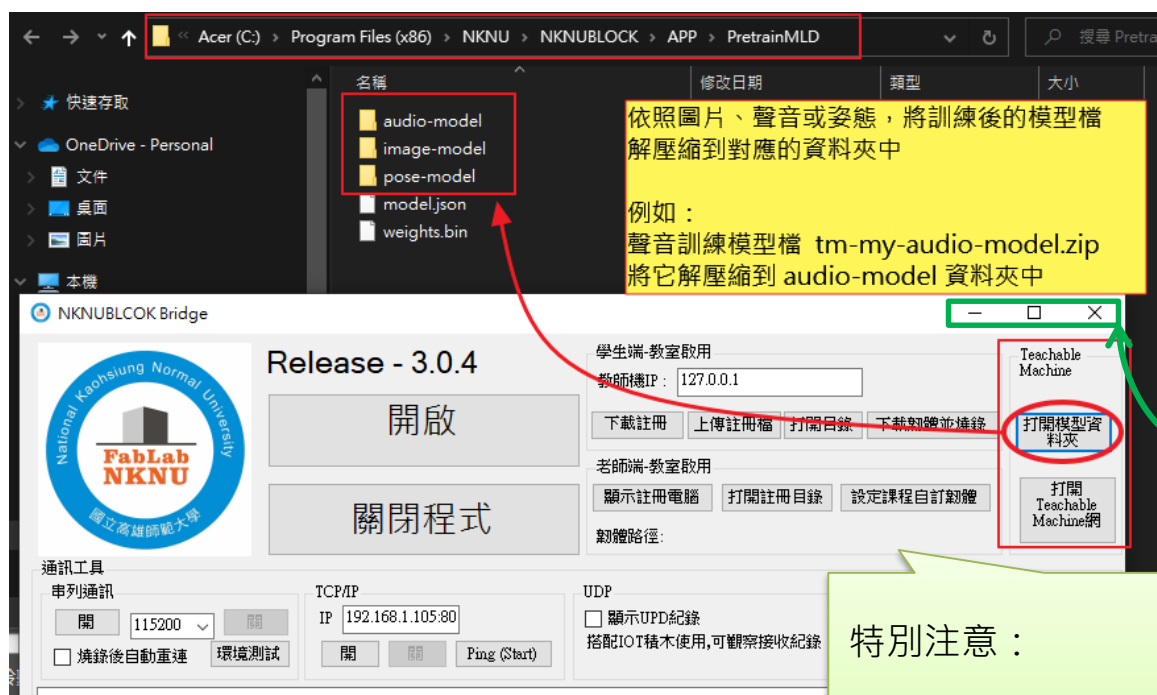 Acer (C:) › Program Files (x86) › NKNU › NKNUBLOCK › APP › PretrainMLD
搜尋 Pretra
名稱
修改日期
類型
大小
快速存取
OneDrive - Personal
文件
桌面
圖片
本機
audio-model
image-model
pose-model
model.json
weights.bin
依照圖片、聲音或姿態，將訓練後的模型檔
解壓縮到對應的資料夾中
例如：
聲音訓練模型檔 tm-my-audio-model.zip
將它解壓縮到 audio-model 資料夾中
NKNUBLCOK Bridge
National Kaohsiung Normal University
FabLab
NKNU
國立高雄師範大學
Release - 3.0.4
開啟
關閉程式
學生端-教室啟用
教師機IP： 127.0.0.1
下載註冊 上傳註冊檔 打開目錄 下載韌體並燒錄
老師端-教室啟用
顯示註冊電腦 打開註冊目錄 設定課程自訂韌體
韌體路徑:
Teachable
Machine
打開模型資
料夾
打開
Teachable
Machine網
通訊工具
串列通訊
開 115200 關
燒錄後自動重連 環境測試
TCP/IP
IP 192.168.1.105:80
開 關 Ping (Start)
UDP
顯示UPD紀錄
搭配IOT積木使用,可觀察接收紀錄
特別注意：